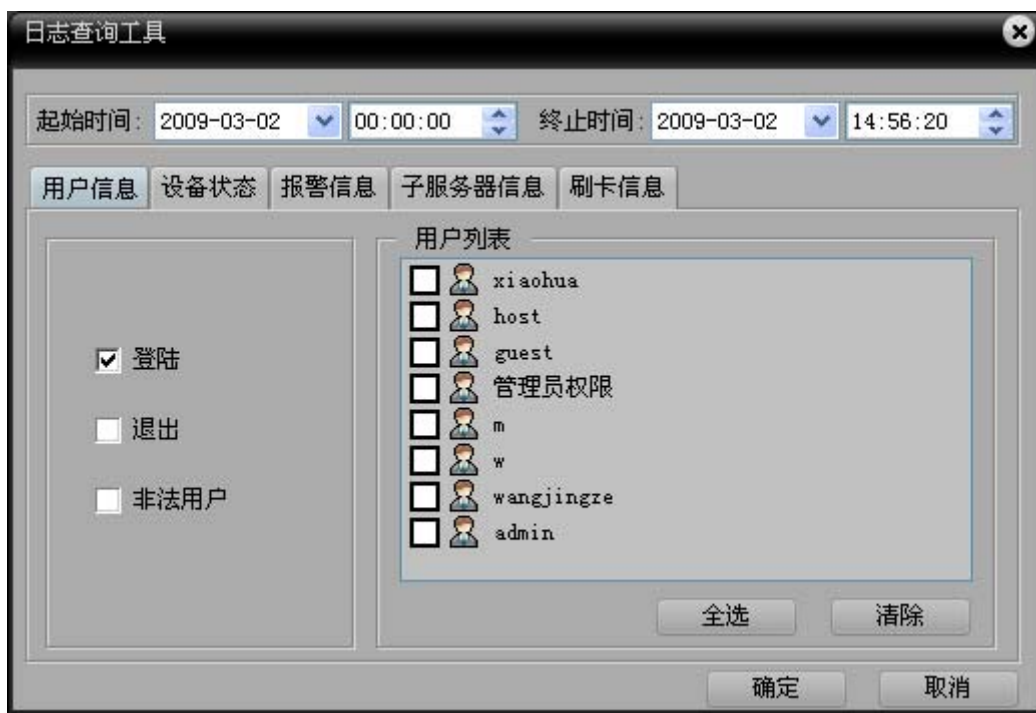 日志查询工具
起始时间: 2009-03-02 00:00:00 终止时间: 2009-03-02 14:56:20
用户信息 设备状态 报警信息 子服务器信息 刷卡信息
用户列表
xiaohua
host
guest
管理员权限
m
w
wangjingze
admin
登陆
退出
非法用户
全选 清除
确定 取消